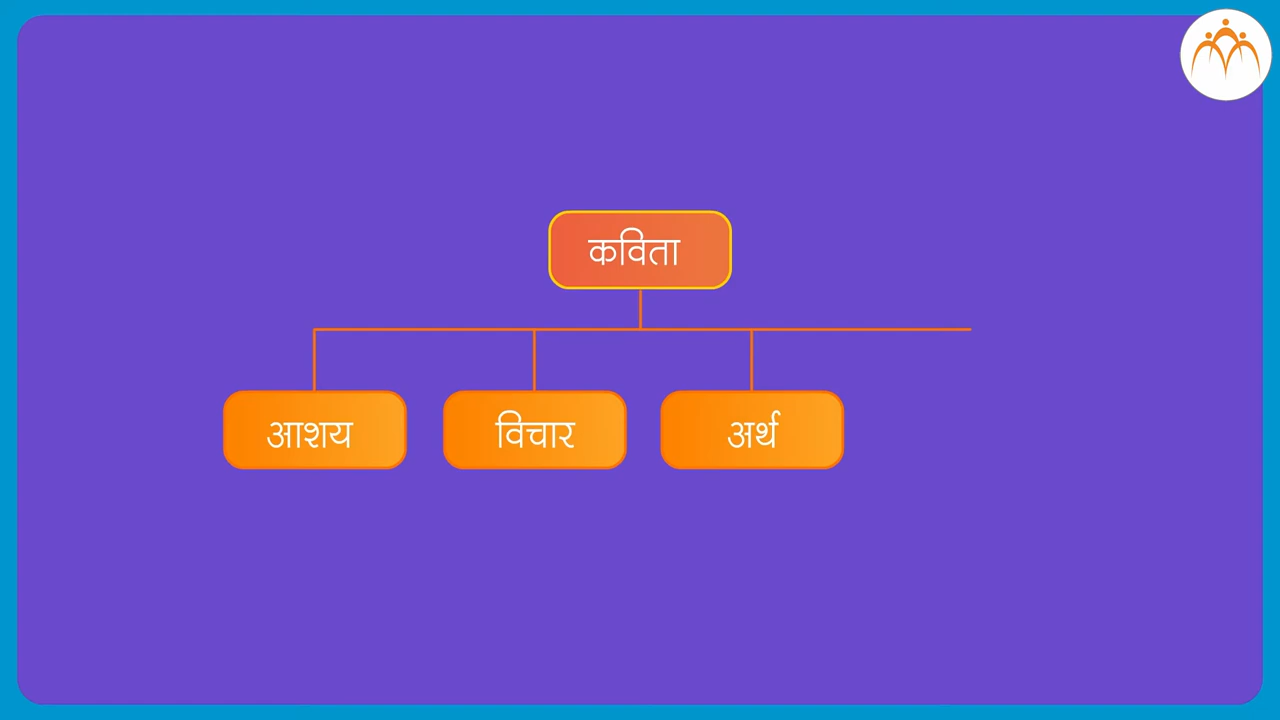 कविता
आशय
विचार
अर्थ